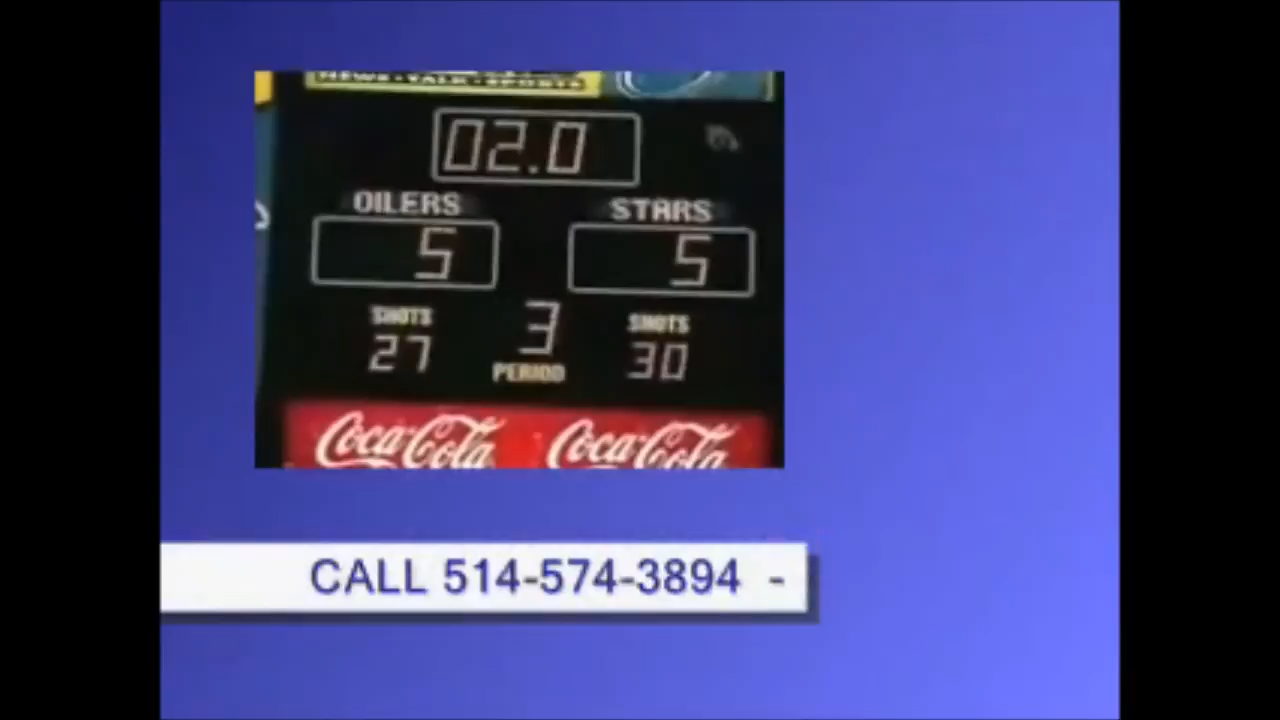 NEWS • TALK • SPORTS
02.0
OILERS STARS
5 5
SHOTS 3 SHOTS
27 PERIOD 30
Coca-Cola Coca-Cola
CALL 514-574-3894 -